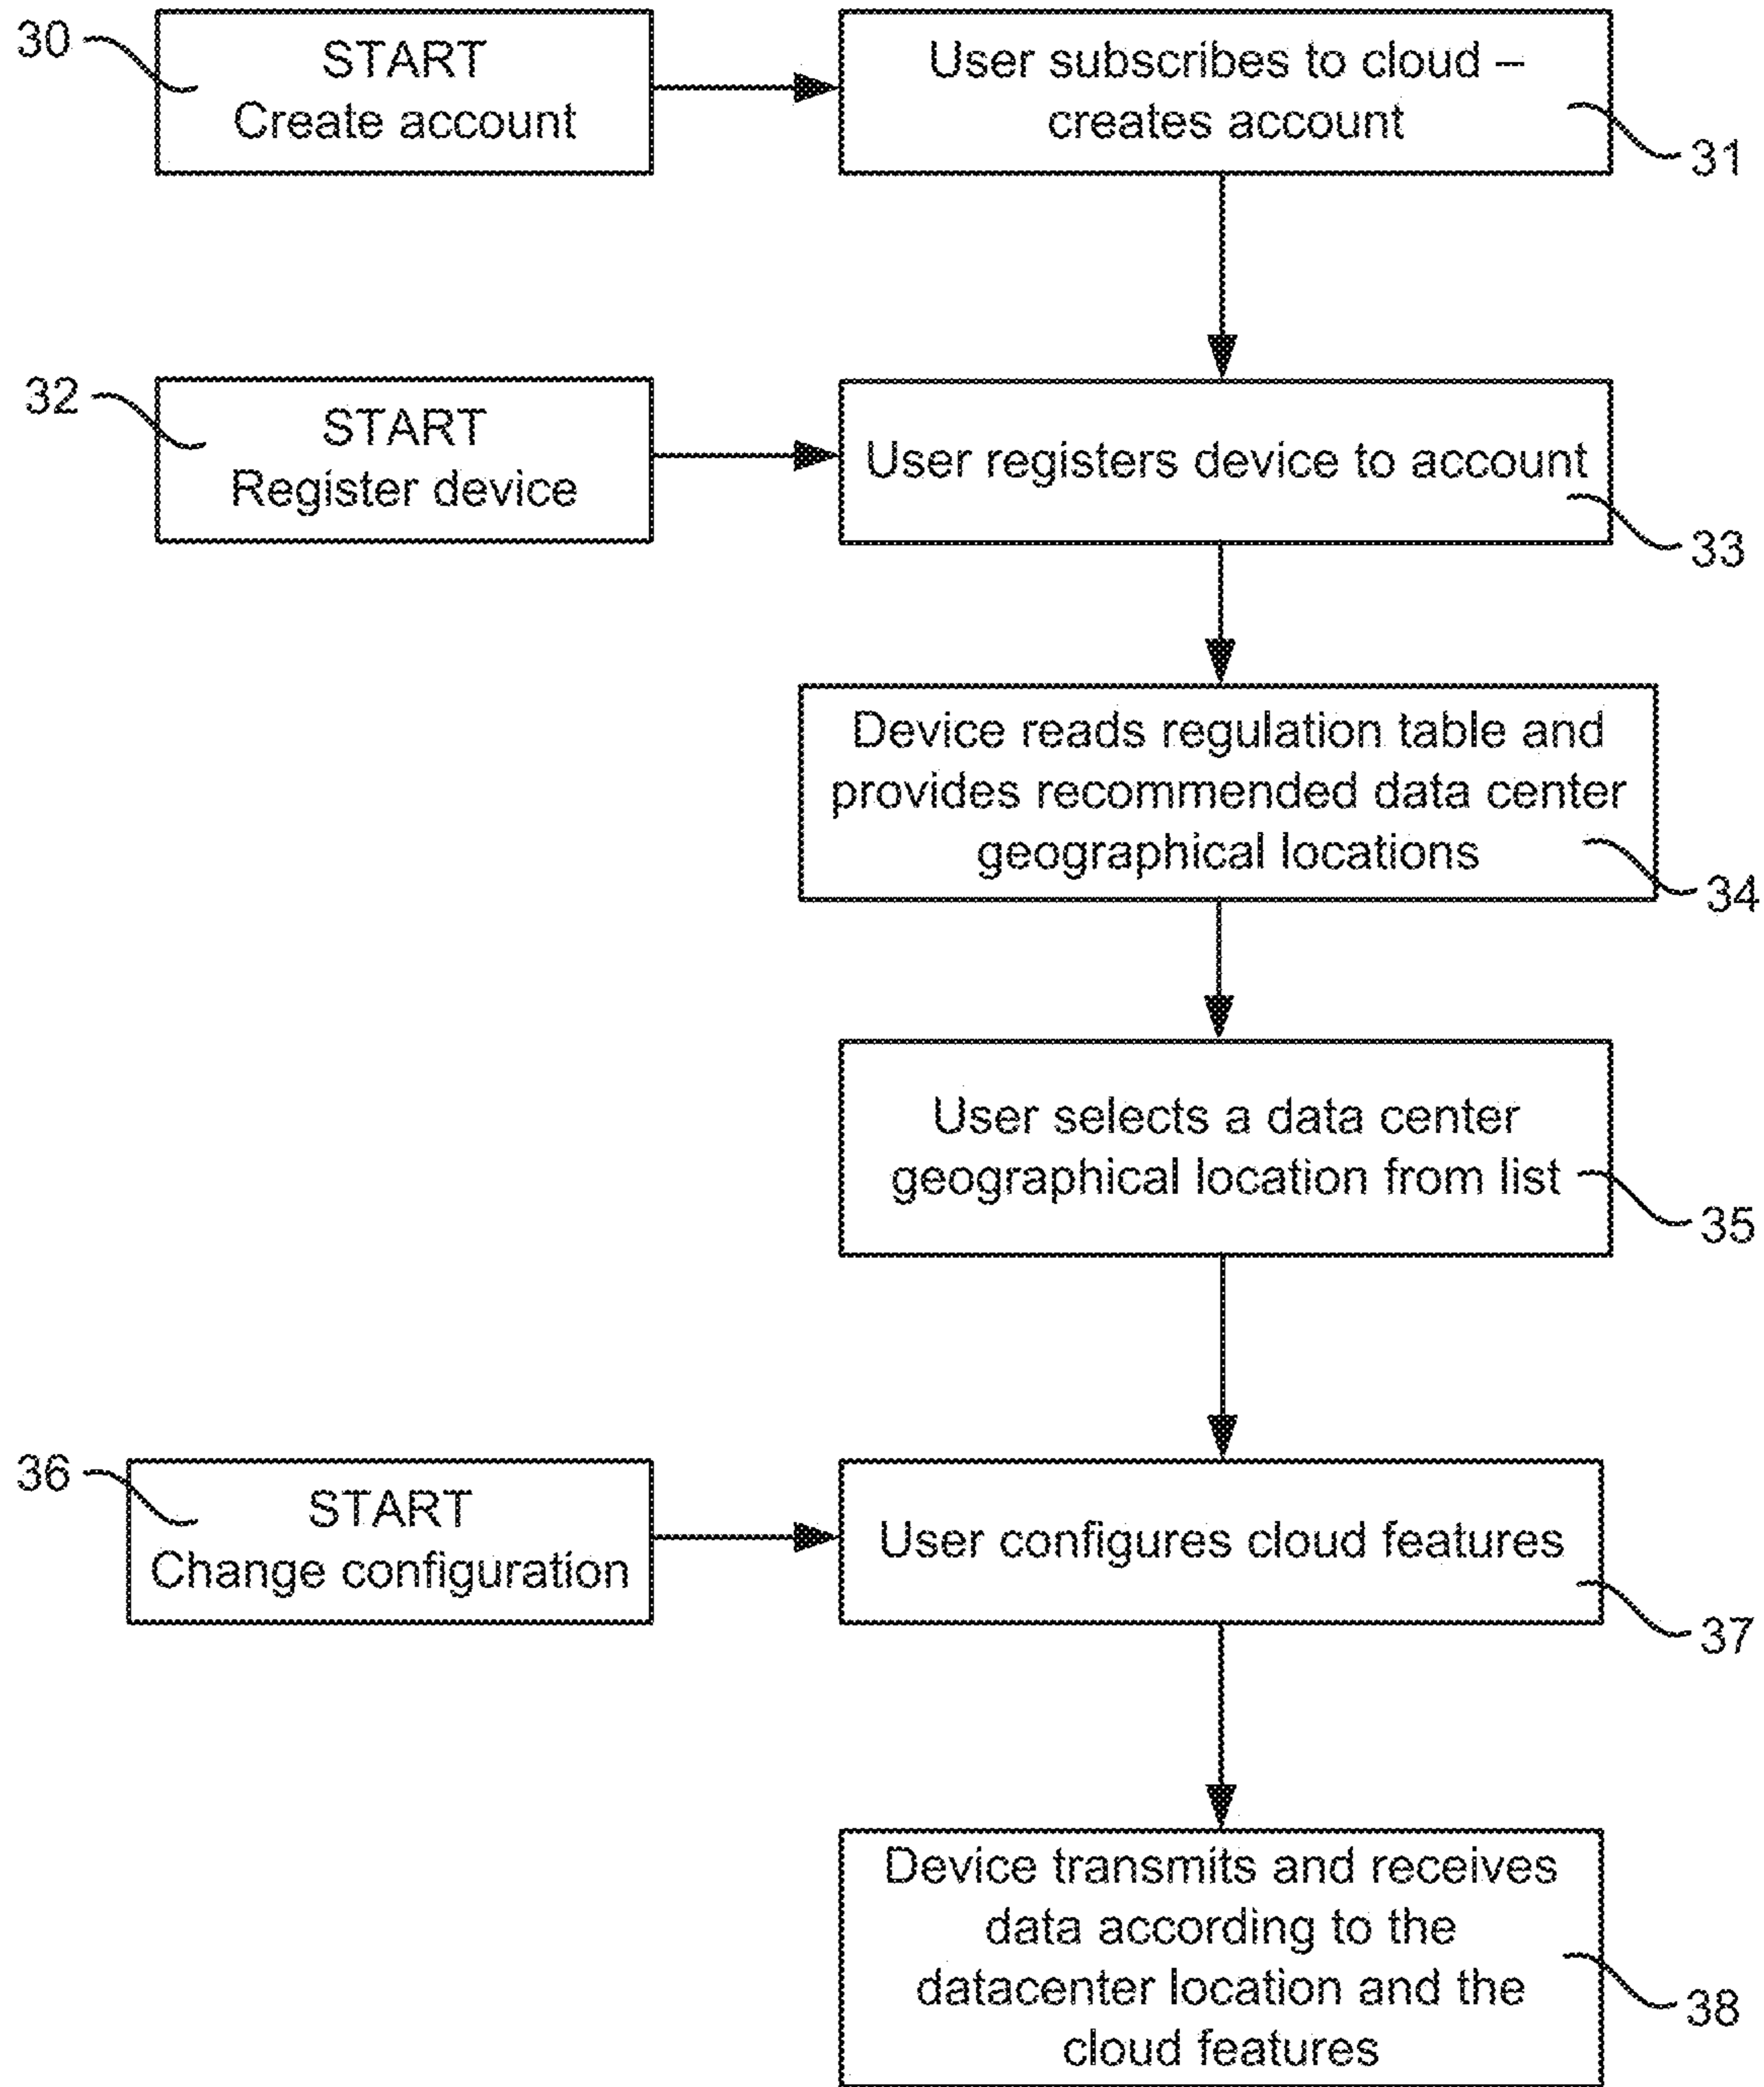 30
START
Create account
User subscribes to cloud –
creates account
31
32
START
Register device
User registers device to account
33
Device reads regulation table and
provides recommended data center
geographical locations
34
User selects a data center
geographical location from list
35
36
START
Change configuration
User configures cloud features
37
Device transmits and receives
data according to the
datacenter location and the
cloud features
38